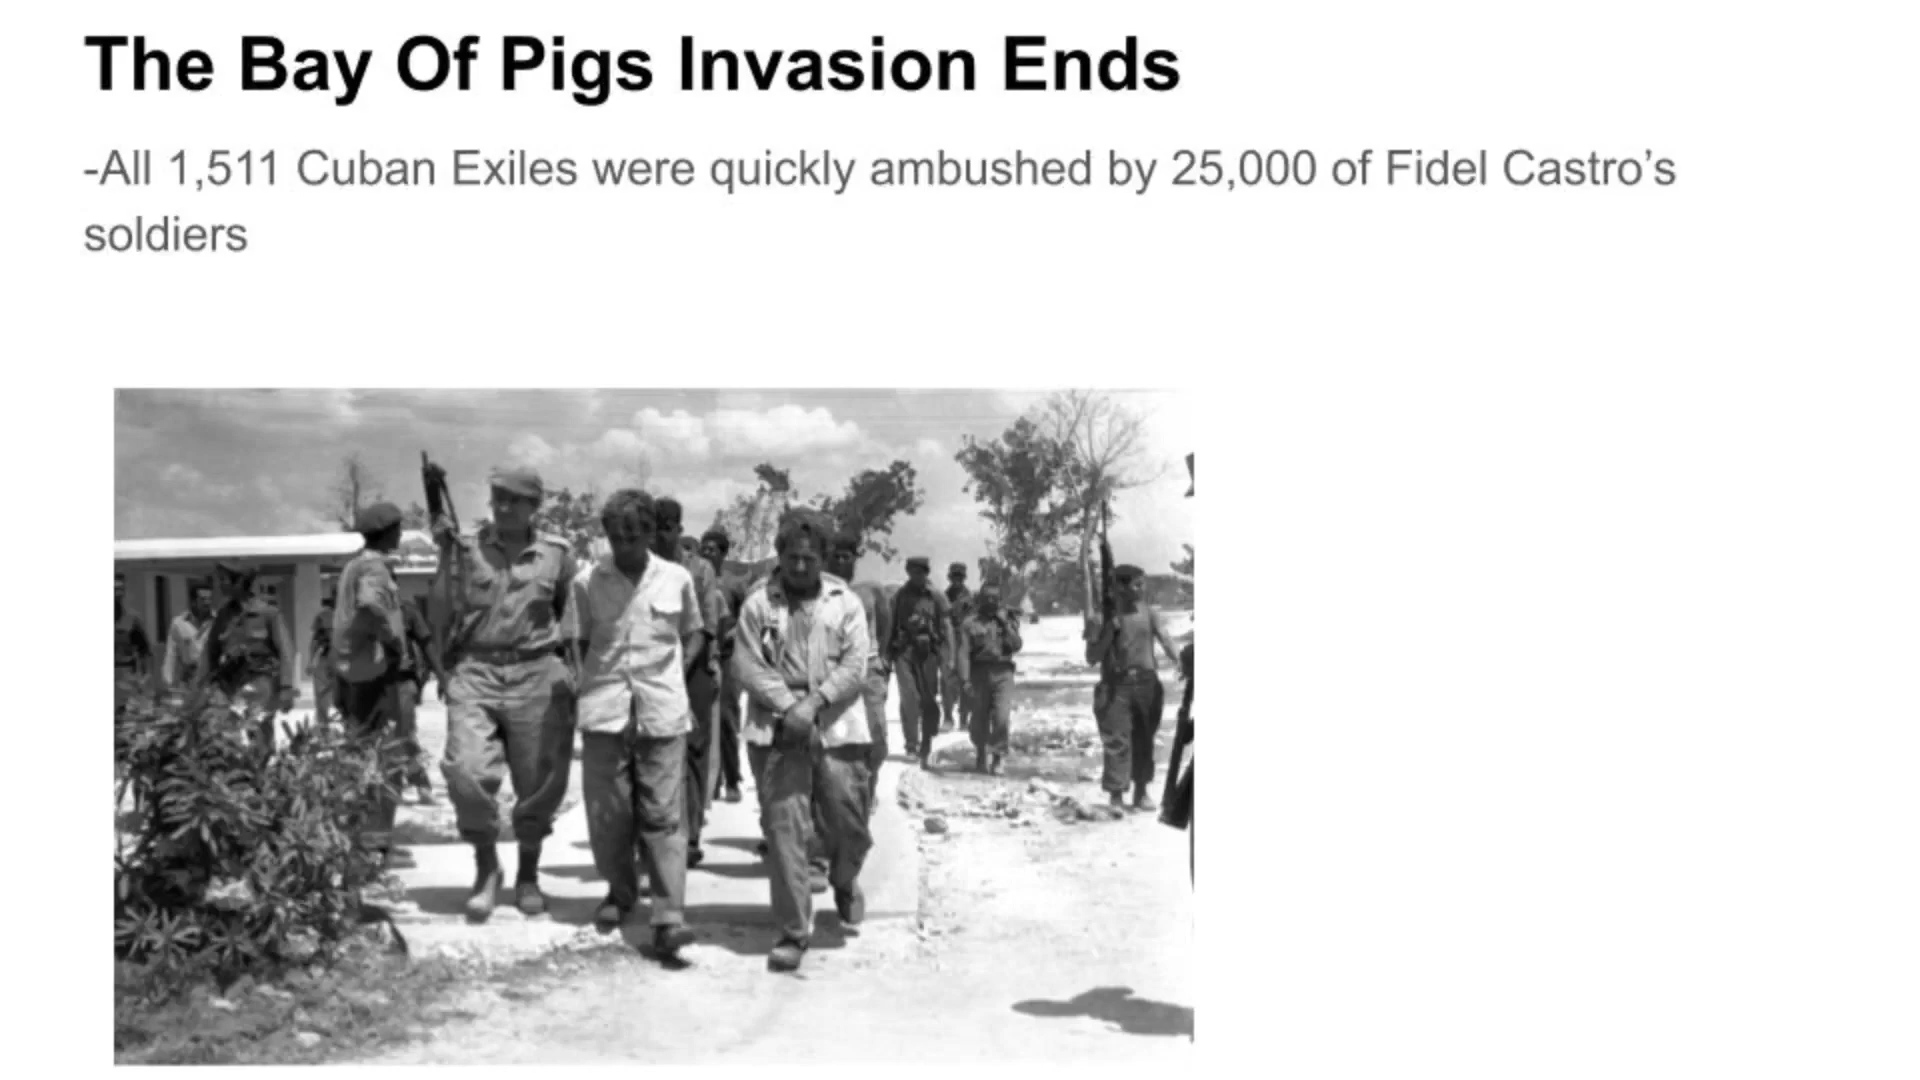 The Bay Of Pigs Invasion Ends
-All 1,511 Cuban Exiles were quickly ambushed by 25,000 of Fidel Castro’s
soldiers